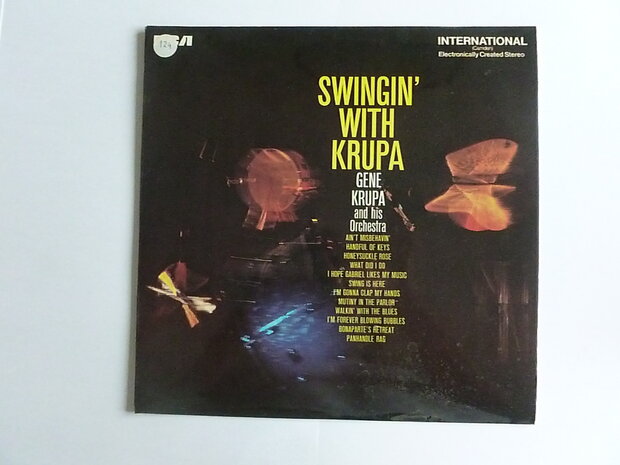 124
INTERNATIONAL
(Camden)
Electronically Created Stereo
SWINGIN'
WITH
KRUPA
GENE
KRUPA
and his
Orchestra
AIN'T MISBEHAVIN'
HANDFUL OF KEYS
HONEYSUCKLE ROSE
WHAT DID I DO
I HOPE GABRIEL LIKES MY MUSIC
SWING IS HERE
I'M GONNA CLAP MY HANDS
MUTINY IN THE PARLOR
WALKIN' WITH THE BLUES
I'M FOREVER BLOWING BUBBLES
BONAPARTE'S RETREAT
PANHANDLE RAG